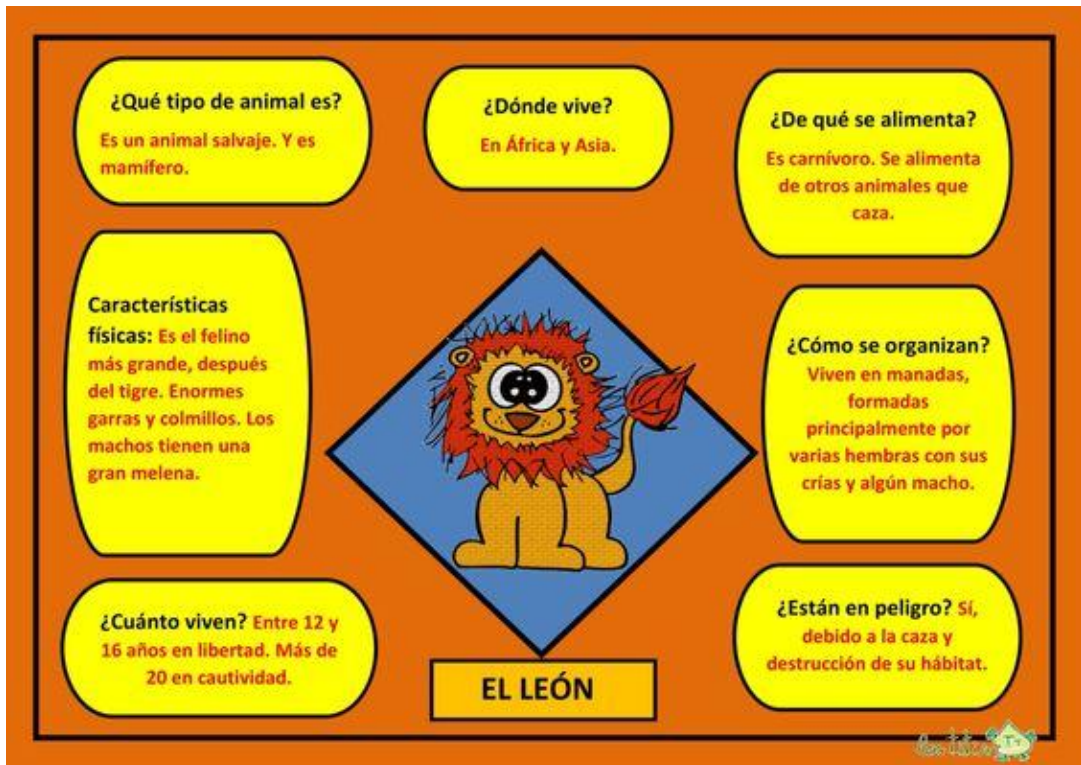 ¿Qué tipo de animal es?
Es un animal salvaje. Y es
mamífero.
¿Dónde vive?
En África y Asia.
¿De qué se alimenta?
Es carnívoro. Se alimenta
de otros animales que
caza.
Características
físicas: Es el felino
más grande, después
del tigre. Enormes
garras y colmillos. Los
machos tienen una
gran melena.
¿Cómo se organizan?
Viven en manadas,
formadas
principalmente por
varias hembras con sus
crías y algún macho.
¿Cuánto viven? Entre 12 y
16 años en libertad. Más de
20 en cautividad.
¿Están en peligro? Sí,
debido a la caza y
destrucción de su hábitat.
EL LEÓN